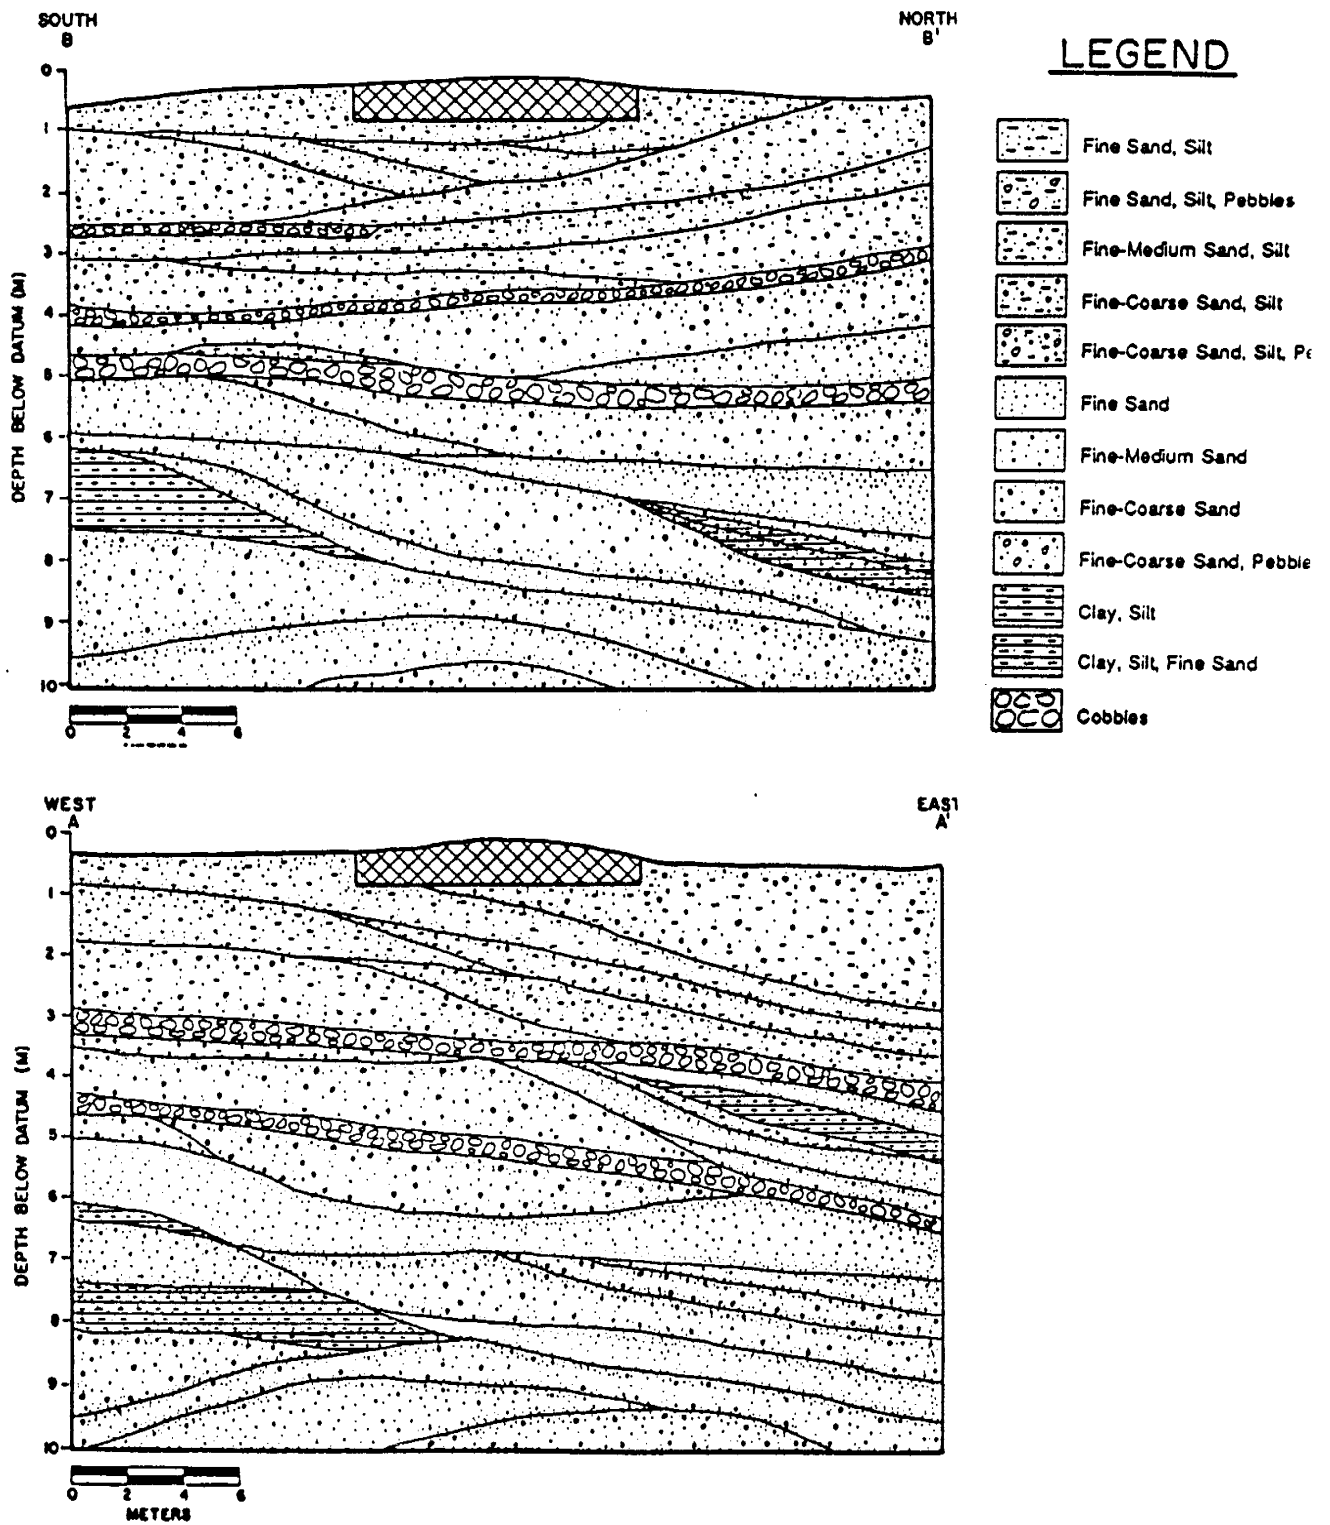 SOUTH
B
NORTH
B'
LEGEND
0
1
2
3
4
5
6
7
8
9
10
DEPTH BELOW DATUM (M)
0 2 4 6
Fine Sand, Silt
Fine Sand, Silt, Pebbles
Fine-Medium Sand, Silt
Fine-Coarse Sand, Silt
Fine-Coarse Sand, Silt, Pe
Fine Sand
Fine-Medium Sand
Fine-Coarse Sand
Fine-Coarse Sand, Pebble
Clay, Silt
Clay, Silt, Fine Sand
Cobbles
WEST
A
EAST
A'
0
1
2
3
4
5
6
7
8
9
10
DEPTH BELOW DATUM (M)
0 2 4 6
METERS